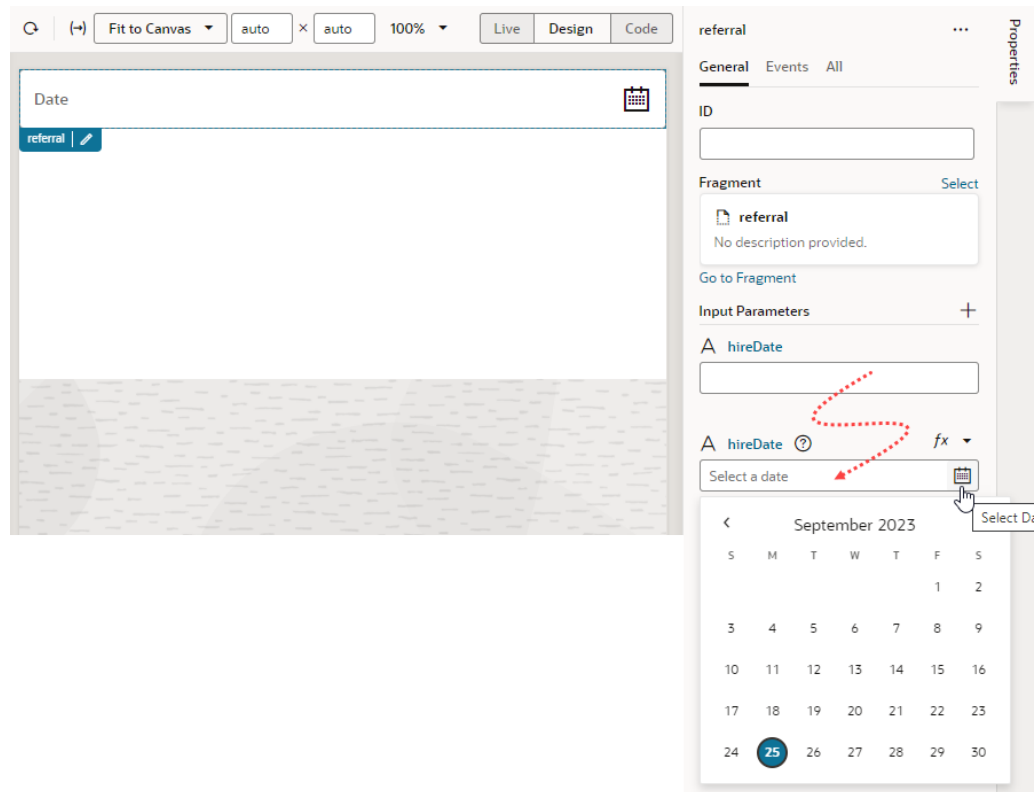 Fit to Canvas auto × auto 100% Live Design Code
Date
referral
referral ...
General Events All
ID
Fragment Select
referral
No description provided.
Go to Fragment
Input Parameters +
A hireDate
A hireDate ? fx
Select a date
Select Da
< September 2023
S M T W T F S
1 2
3 4 5 6 7 8 9
10 11 12 13 14 15 16
17 18 19 20 21 22 23
24 25 26 27 28 29 30
Properties